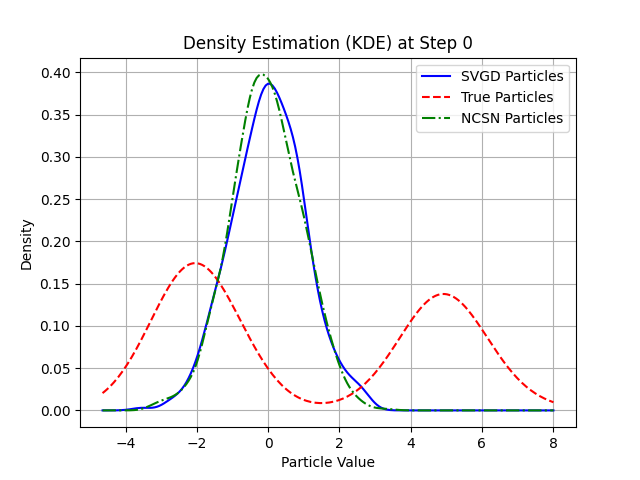 Density Estimation (KDE) at Step 0
SVGD Particles
True Particles
NCSN Particles
0.40
0.35
0.30
0.25
0.20
0.15
0.10
0.05
0.00
Density
−4
−2
0
2
4
6
8
Particle Value